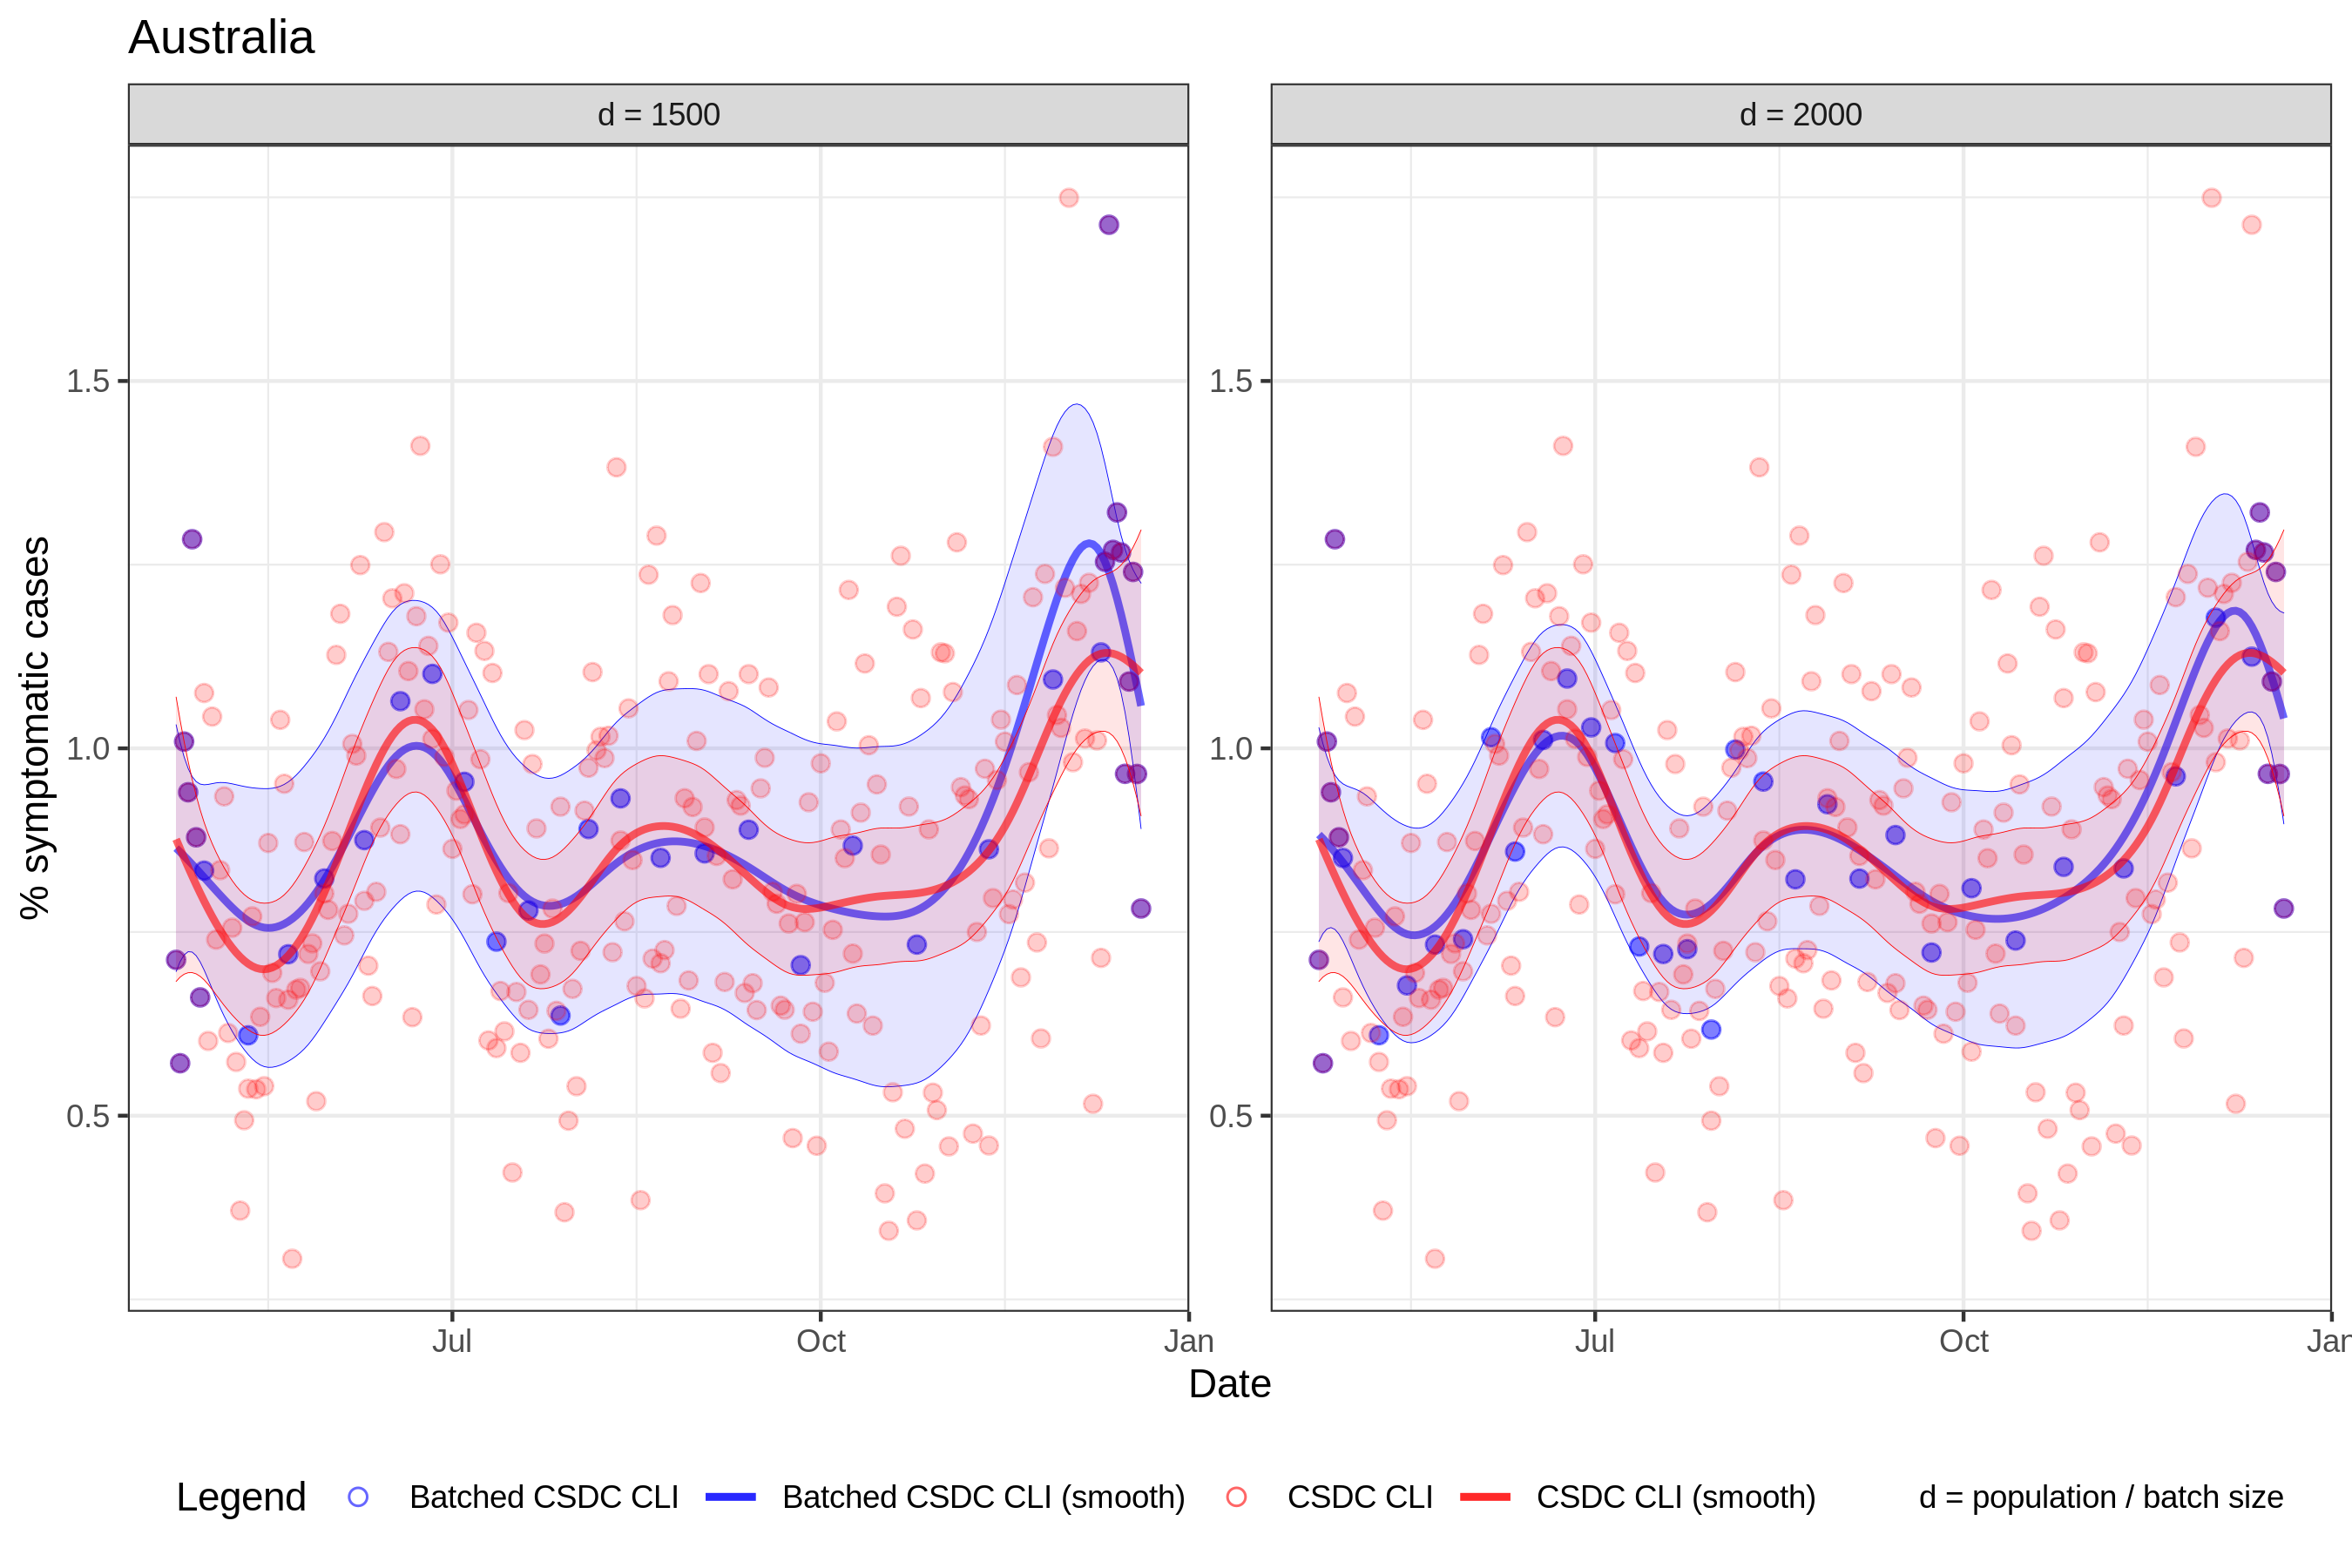 Australia
d = 1500
d = 2000
% symptomatic cases
1.5
1.0
0.5
1.5
1.0
0.5
Jul
Oct
Jan
Jul
Oct
Jan
Date
Legend
Batched CSDC CLI
Batched CSDC CLI (smooth)
CSDC CLI
CSDC CLI (smooth)
d = population / batch size